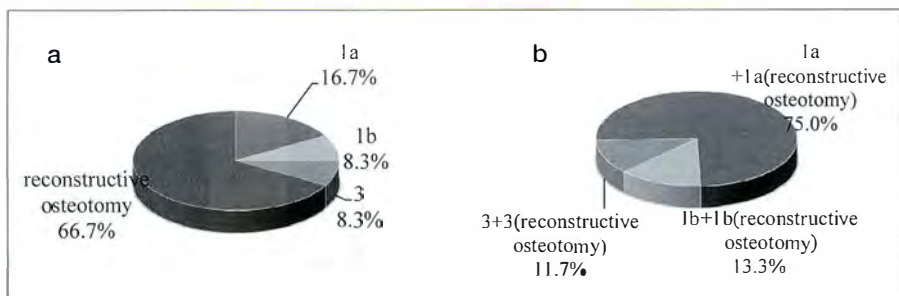 a
1a
16.7%
1b
8.3%
3
8.3%
reconstructive
osteotomy
66.7%
b
1a
+1a(reconstructive
osteotomy)
75.0%
3+3(reconstructive
osteotomy)
11.7%
1b+1b(reconstructive
osteotomy)
13.3%